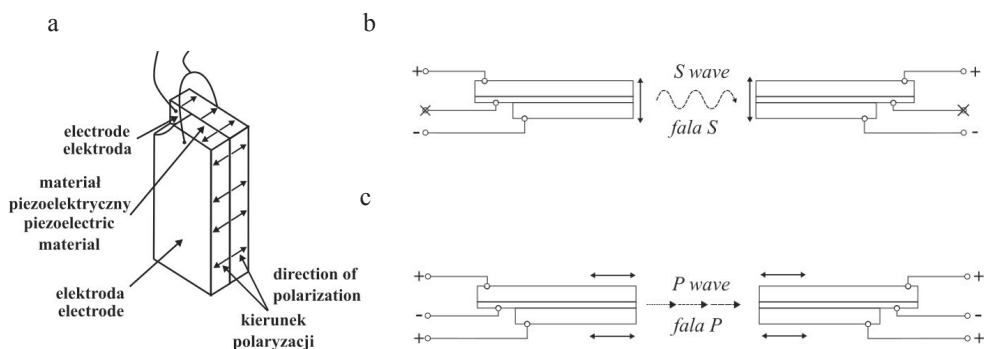 a
electrode
elektroda
materiał
piezoelektryczny
piezoelectric
material
elektroda
electrode
direction of
polarization
kierunek
polaryzacji
b
+
-
S wave
fala S
+
-
c
+
-
+
P wave
fala P
+
-
+